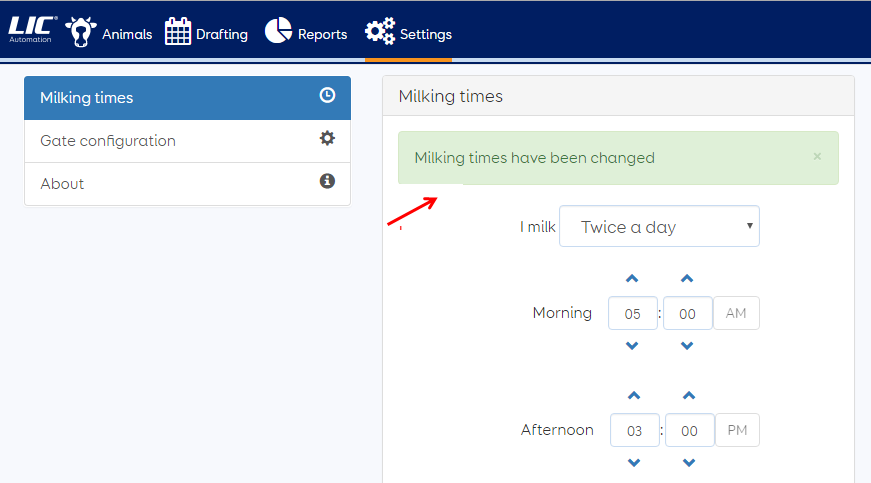 LIC®
Automation
Animals
Drafting
Reports
Settings
Milking times
Gate configuration
About
Milking times
Milking times have been changed ×
I milk Twice a day
Morning 05 : 00 AM
Afternoon 03 : 00 PM